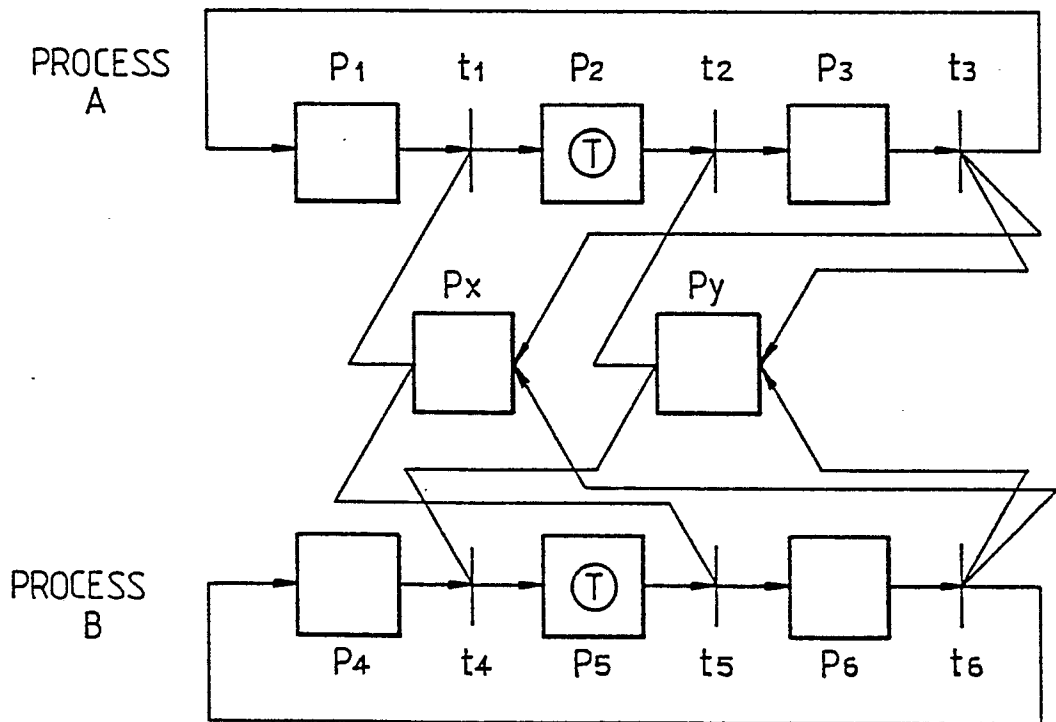 PROCESS
A
P1 t1 P2 t2 P3 t3
T
Px Py
T
PROCESS
B
P4 t4 P5 t5 P6 t6